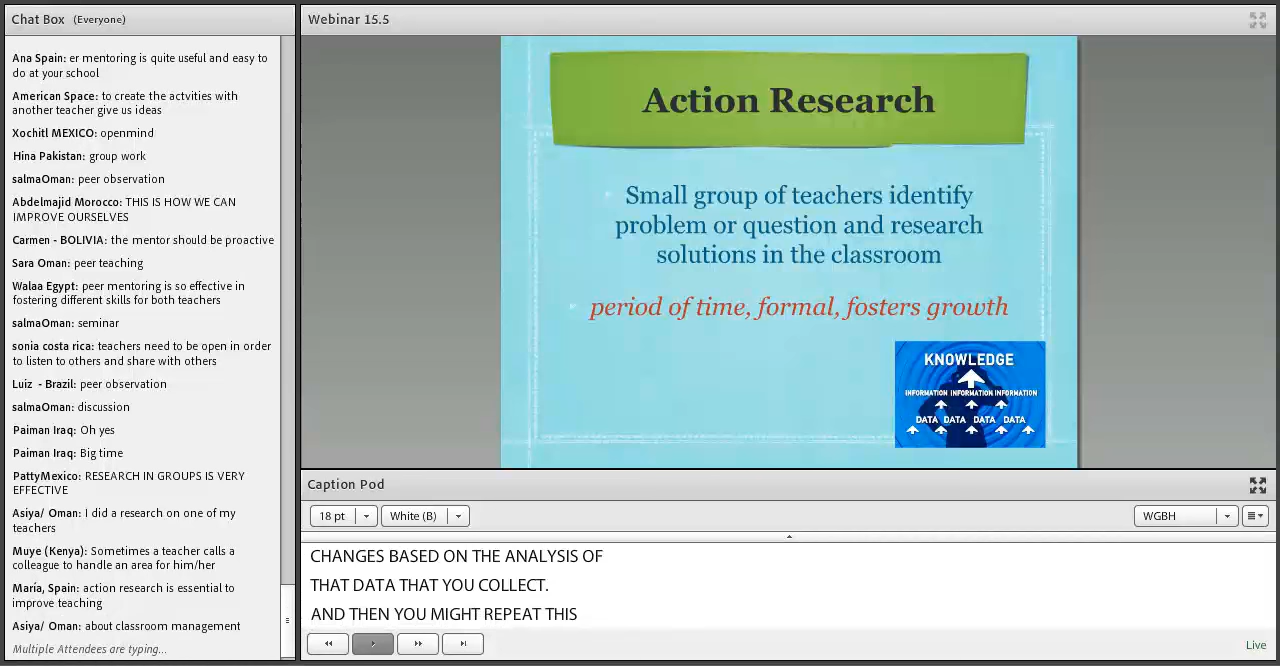 Chat Box (Everyone)
Ana Spain: er mentoring is quite useful and easy to
do at your school
American Space: to create the actvities with
another teacher give us ideas
Xochitl MEXICO: openmind
Hina Pakistan: group work
salmaOman: peer observation
Abdelmajid Morocco: THIS IS HOW WE CAN
IMPROVE OURSELVES
Carmen - BOLIVIA: the mentor should be proactive
Sara Oman: peer teaching
Walaa Egypt: peer mentoring is so effective in
fostering different skills for both teachers
salmaOman: seminar
sonia costa rica: teachers need to be open in order
to listen to others and share with others
Luiz - Brazil: peer observation
salmaOman: discussion
Paiman Iraq: Oh yes
Paiman Iraq: Big time
PattyMexico: RESEARCH IN GROUPS IS VERY
EFFECTIVE
Asiya/ Oman: I did a research on one of my
teachers
Muye (Kenya): Sometimes a teacher calls a
colleague to handle an area for him/her
María, Spain: action research is essential to
improve teaching
Asiya/ Oman: about classroom management
Multiple Attendees are typing...
Webinar 15.5
Action Research
Small group of teachers identify
problem or question and research
solutions in the classroom
period of time, formal, fosters growth
KNOWLEDGE
INFORMATION INFORMATION INFORMATION
DATA DATA DATA DATA
Caption Pod
18 pt White (B) WGBH
CHANGES BASED ON THE ANALYSIS OF
THAT DATA THAT YOU COLLECT.
AND THEN YOU MIGHT REPEAT THIS
Live